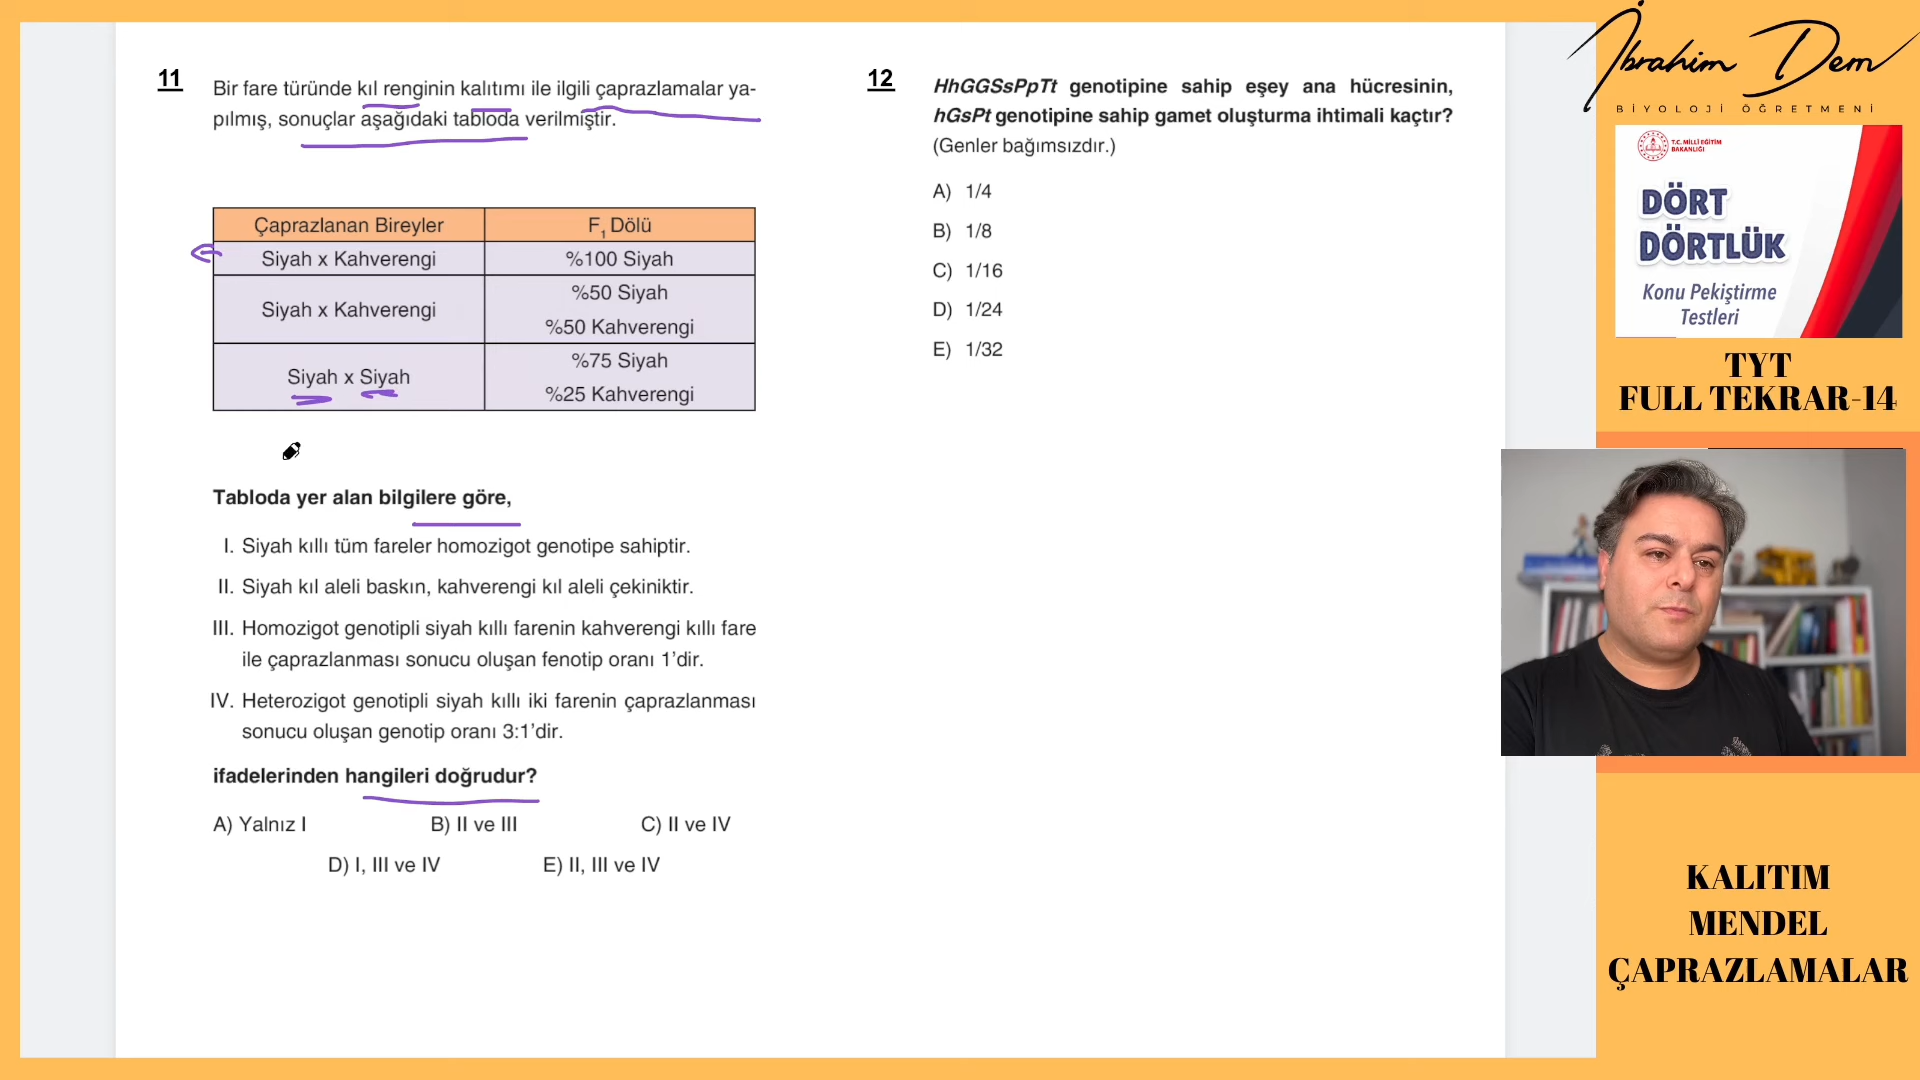 11
Bir fare türünde kıl renginin kalıtımı ile ilgili çaprazlamalar ya-
pılmış, sonuçlar aşağıdaki tabloda verilmiştir.
Çaprazlanan Bireyler
F1 Dölü
Siyah x Kahverengi
%100 Siyah
Siyah x Kahverengi
%50 Siyah
%50 Kahverengi
Siyah x Siyah
%75 Siyah
%25 Kahverengi
Tabloda yer alan bilgilere göre,
I. Siyah kıllı tüm fareler homozigot genotipe sahiptir.
II. Siyah kıl aleli baskın, kahverengi kıl aleli çekiniktir.
III. Homozigot genotipli siyah kıllı farenin kahverengi kıllı fare
ile çaprazlanması sonucu oluşan fenotip oranı 1’dir.
IV. Heterozigot genotipli siyah kıllı iki farenin çaprazlanması
sonucu oluşan genotip oranı 3:1’dir.
ifadelerinden hangileri doğrudur?
A) Yalnız I B) II ve III C) II ve IV
D) I, III ve IV E) II, III ve IV
12
HhGGSsPpTt genotipine sahip eşey ana hücresinin,
hGsPt genotipine sahip gamet oluşturma ihtimali kaçtır?
(Genler bağımsızdır.)
A) 1/4
B) 1/8
C) 1/16
D) 1/24
E) 1/32
İbrahim Dem
BİYOLOJİ ÖĞRETMENİ
T.C. MİLLÎ EĞİTİM
BAKANLIĞI
DÖRT
DÖRTLÜK
Konu Pekiştirme
Testleri
TYT
FULL TEKRAR-14
KALITIM
MENDEL
ÇAPRAZLAMALAR